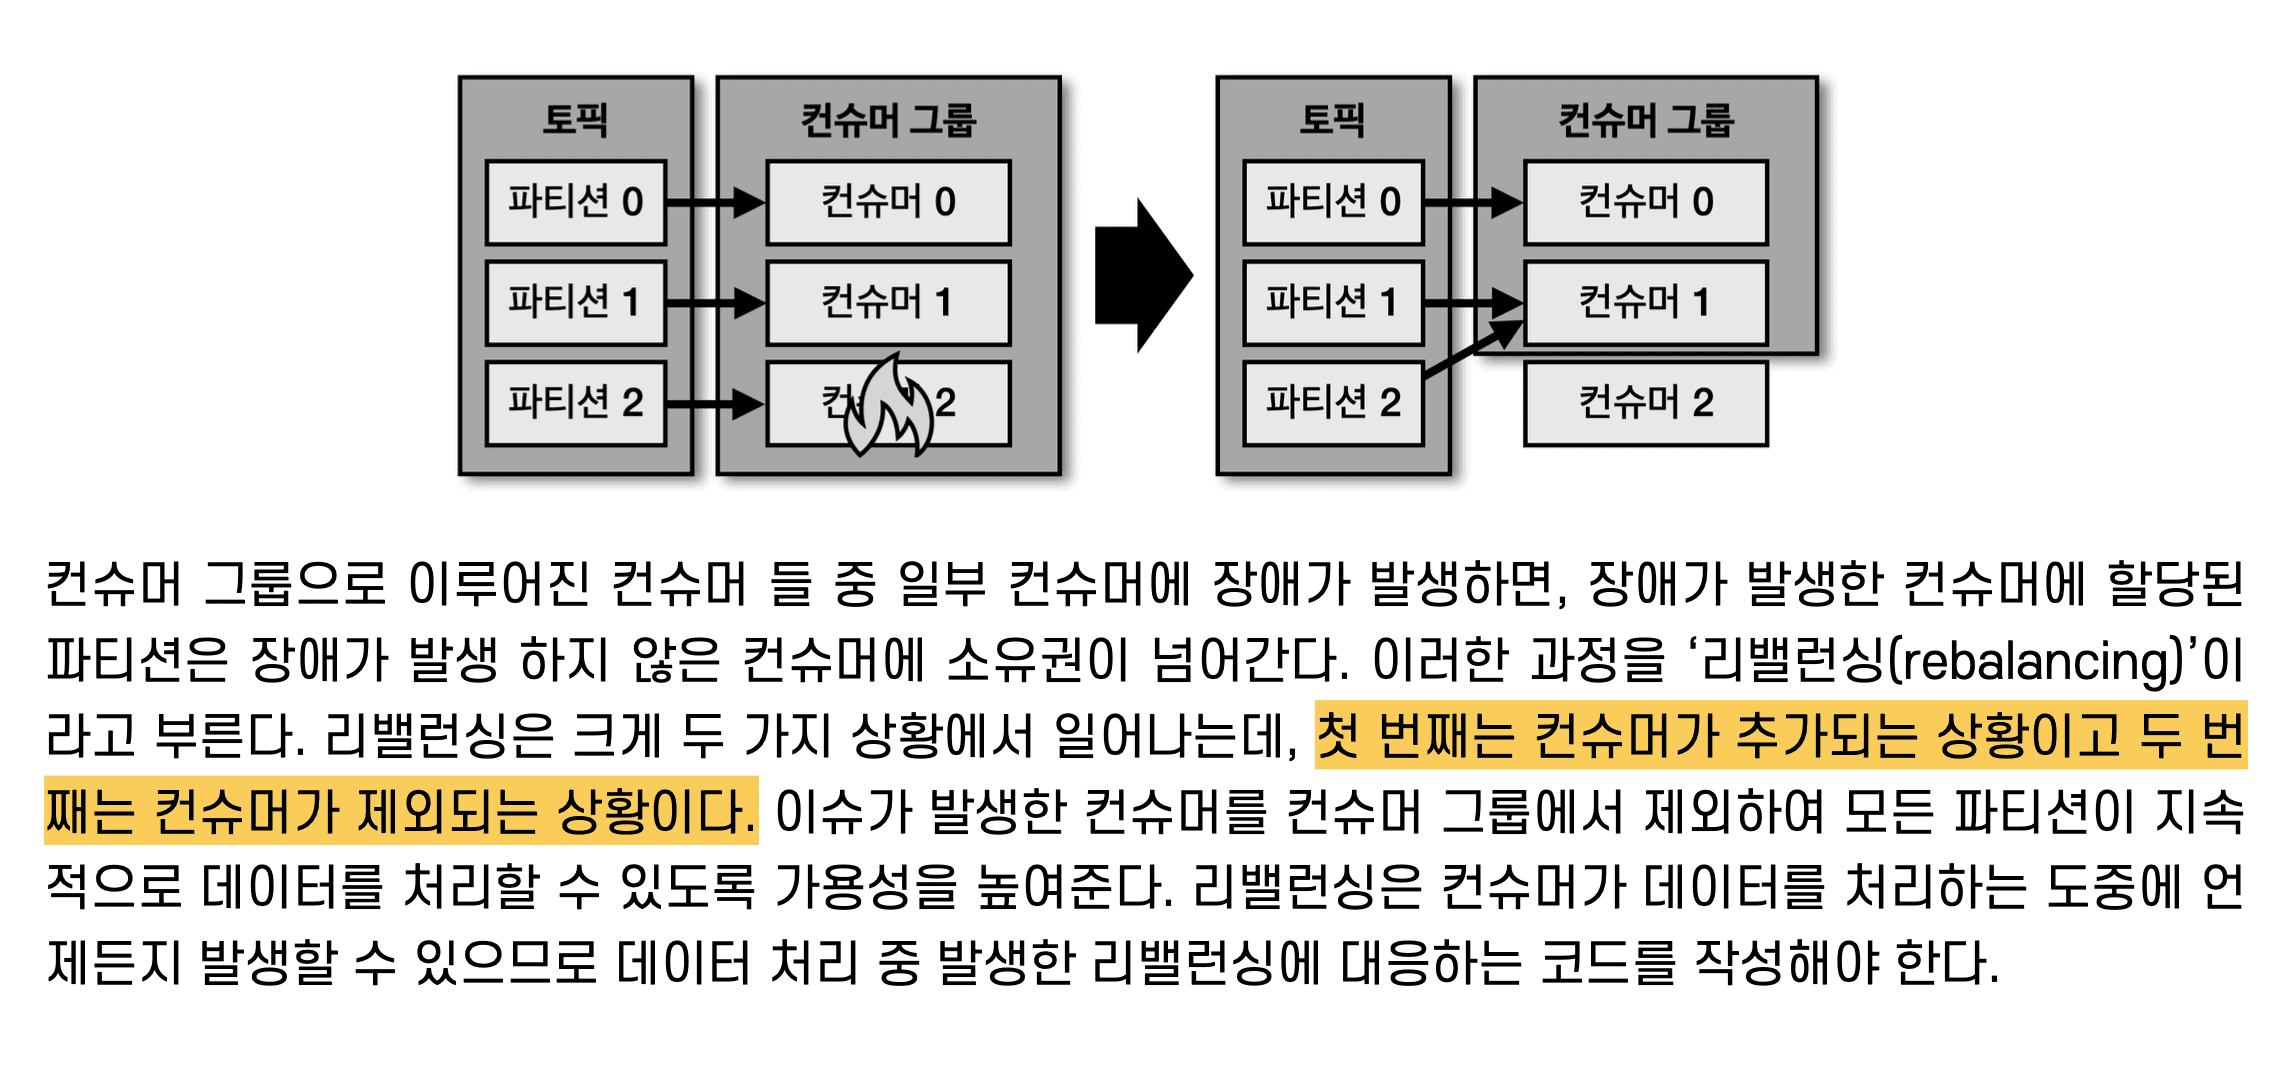 토픽
컨슈머 그룹
토픽
컨슈머 그룹
파티션 0
컨슈머 0
파티션 0
컨슈머 0
파티션 1
컨슈머 1
파티션 1
컨슈머 1
파티션 2
2
파티션 2
컨슈머 2
컨슈머 그룹으로 이루어진 컨슈머 들 중 일부 컨슈머에 장애가 발생하면, 장애가 발생한 컨슈머에 할당된
파티션은 장애가 발생 하지 않은 컨슈머에 소유권이 넘어간다. 이러한 과정을 ‘리밸런싱(rebalancing)’이
라고 부른다. 리밸런싱은 크게 두 가지 상황에서 일어나는데, 첫 번째는 컨슈머가 추가되는 상황이고 두 번
째는 컨슈머가 제외되는 상황이다. 이슈가 발생한 컨슈머를 컨슈머 그룹에서 제외하여 모든 파티션이 지속
적으로 데이터를 처리할 수 있도록 가용성을 높여준다. 리밸런싱은 컨슈머가 데이터를 처리하는 도중에 언
제든지 발생할 수 있으므로 데이터 처리 중 발생한 리밸런싱에 대응하는 코드를 작성해야 한다.